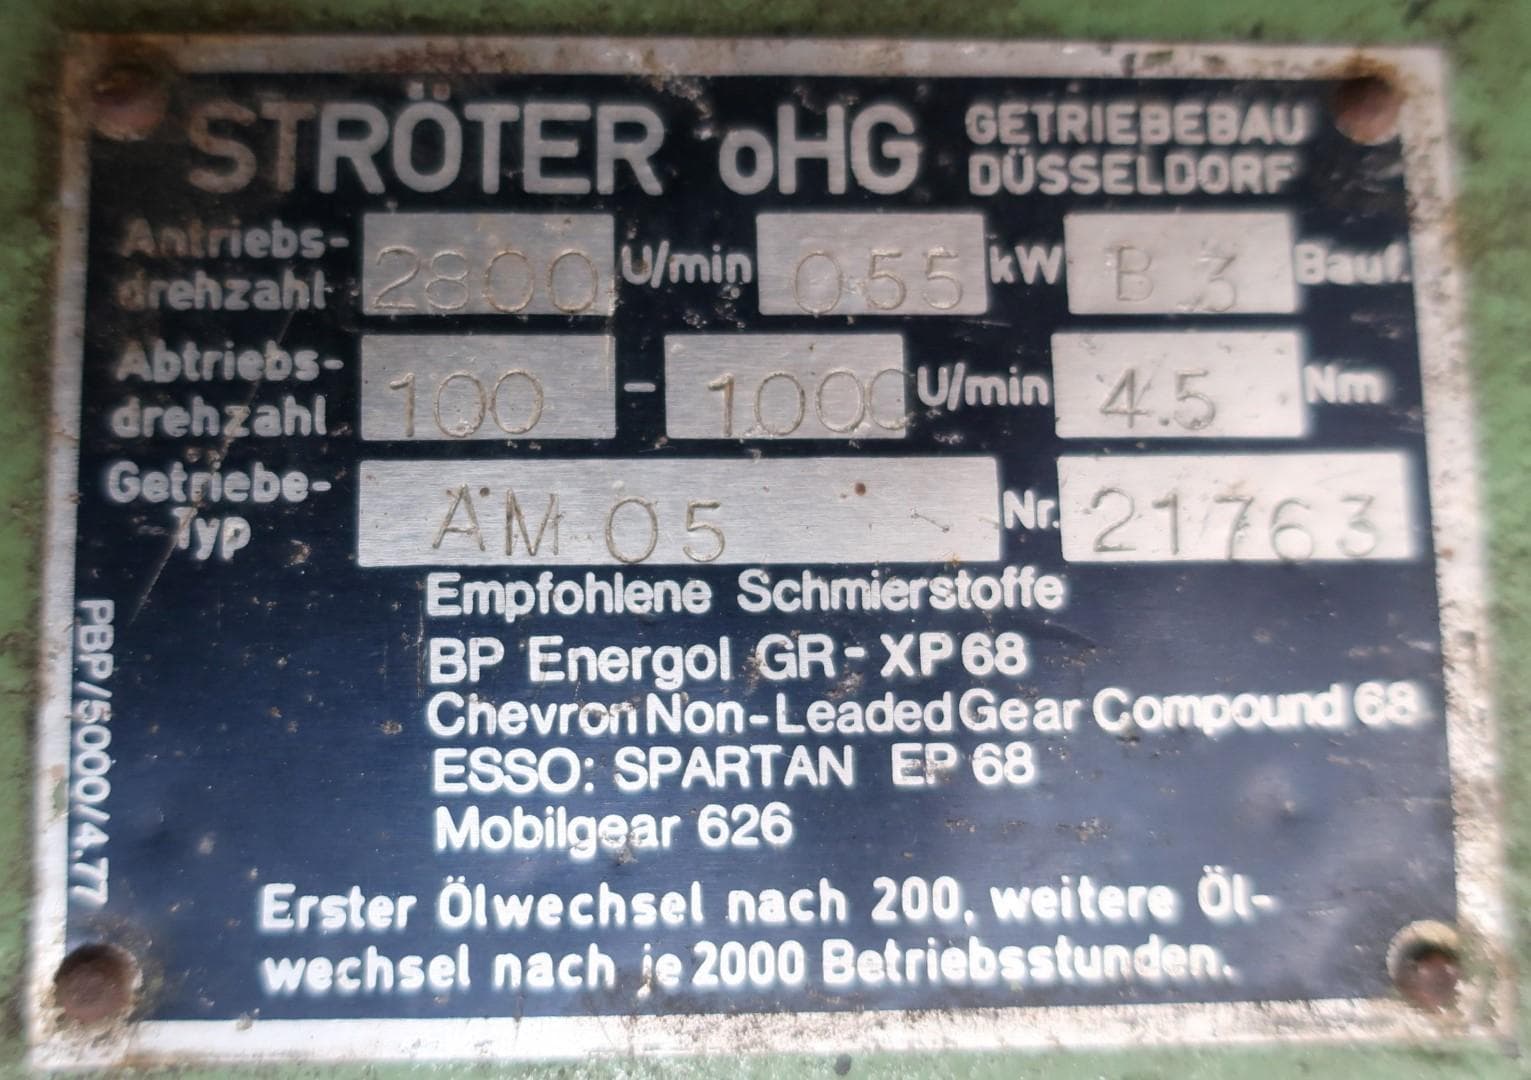 STRÖTER oHG GETRIEBEBAU
DÜSSELDORF
Antriebs-
drehzahl 2800 U/min 0.55 kW B 3 Bauf.
Abtriebs-
drehzahl 100 - 1000 U/min 4.5 Nm
Getriebe-
Typ AM 05 Nr. 21763
Empfohlene Schmierstoffe
BP Energol GR-XP 68
Chevron Non-Leaded Gear Compound 68
ESSO: SPARTAN EP 68
Mobilgear 626
Erster Ölwechsel nach 200, weitere Öl-
wechsel nach je 2000 Betriebsstunden.
PBP/5000/4.77